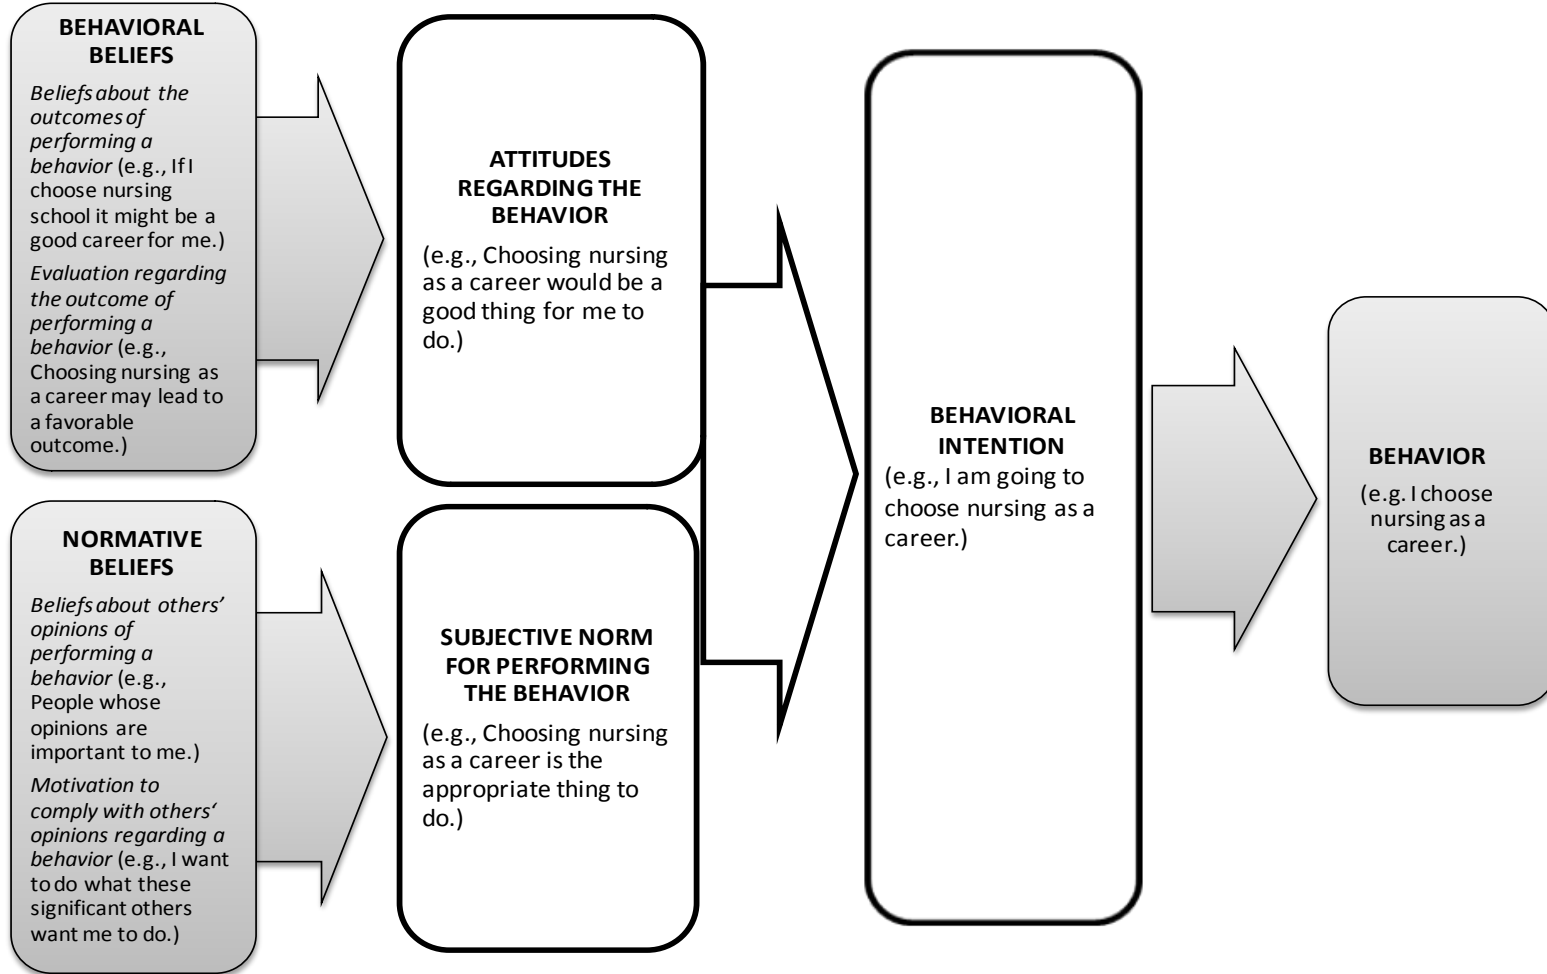 BEHAVIORAL
BELIEFS
Beliefs about the
outcomes of
performing a
behavior (e.g., If I
choose nursing
school it might be a
good career for me.)
Evaluation regarding
the outcome of
performing a
behavior (e.g.,
Choosing nursing as
a career may lead to
a favorable
outcome.)
NORMATIVE
BELIEFS
Beliefs about others’
opinions of
performing a
behavior (e.g.,
People whose
opinions are
important to me.)
Motivation to
comply with others‘
opinions regarding a
behavior (e.g., I want
to do what these
significant others
want me to do.)
ATTITUDES
REGARDING THE
BEHAVIOR
(e.g., Choosing nursing
as a career would be a
good thing for me to
do.)
SUBJECTIVE NORM
FOR PERFORMING
THE BEHAVIOR
(e.g., Choosing nursing
as a career is the
appropriate thing to
do.)
BEHAVIORAL
INTENTION
(e.g., I am going to
choose nursing as a
career.)
BEHAVIOR
(e.g. I choose
nursing as a
career.)